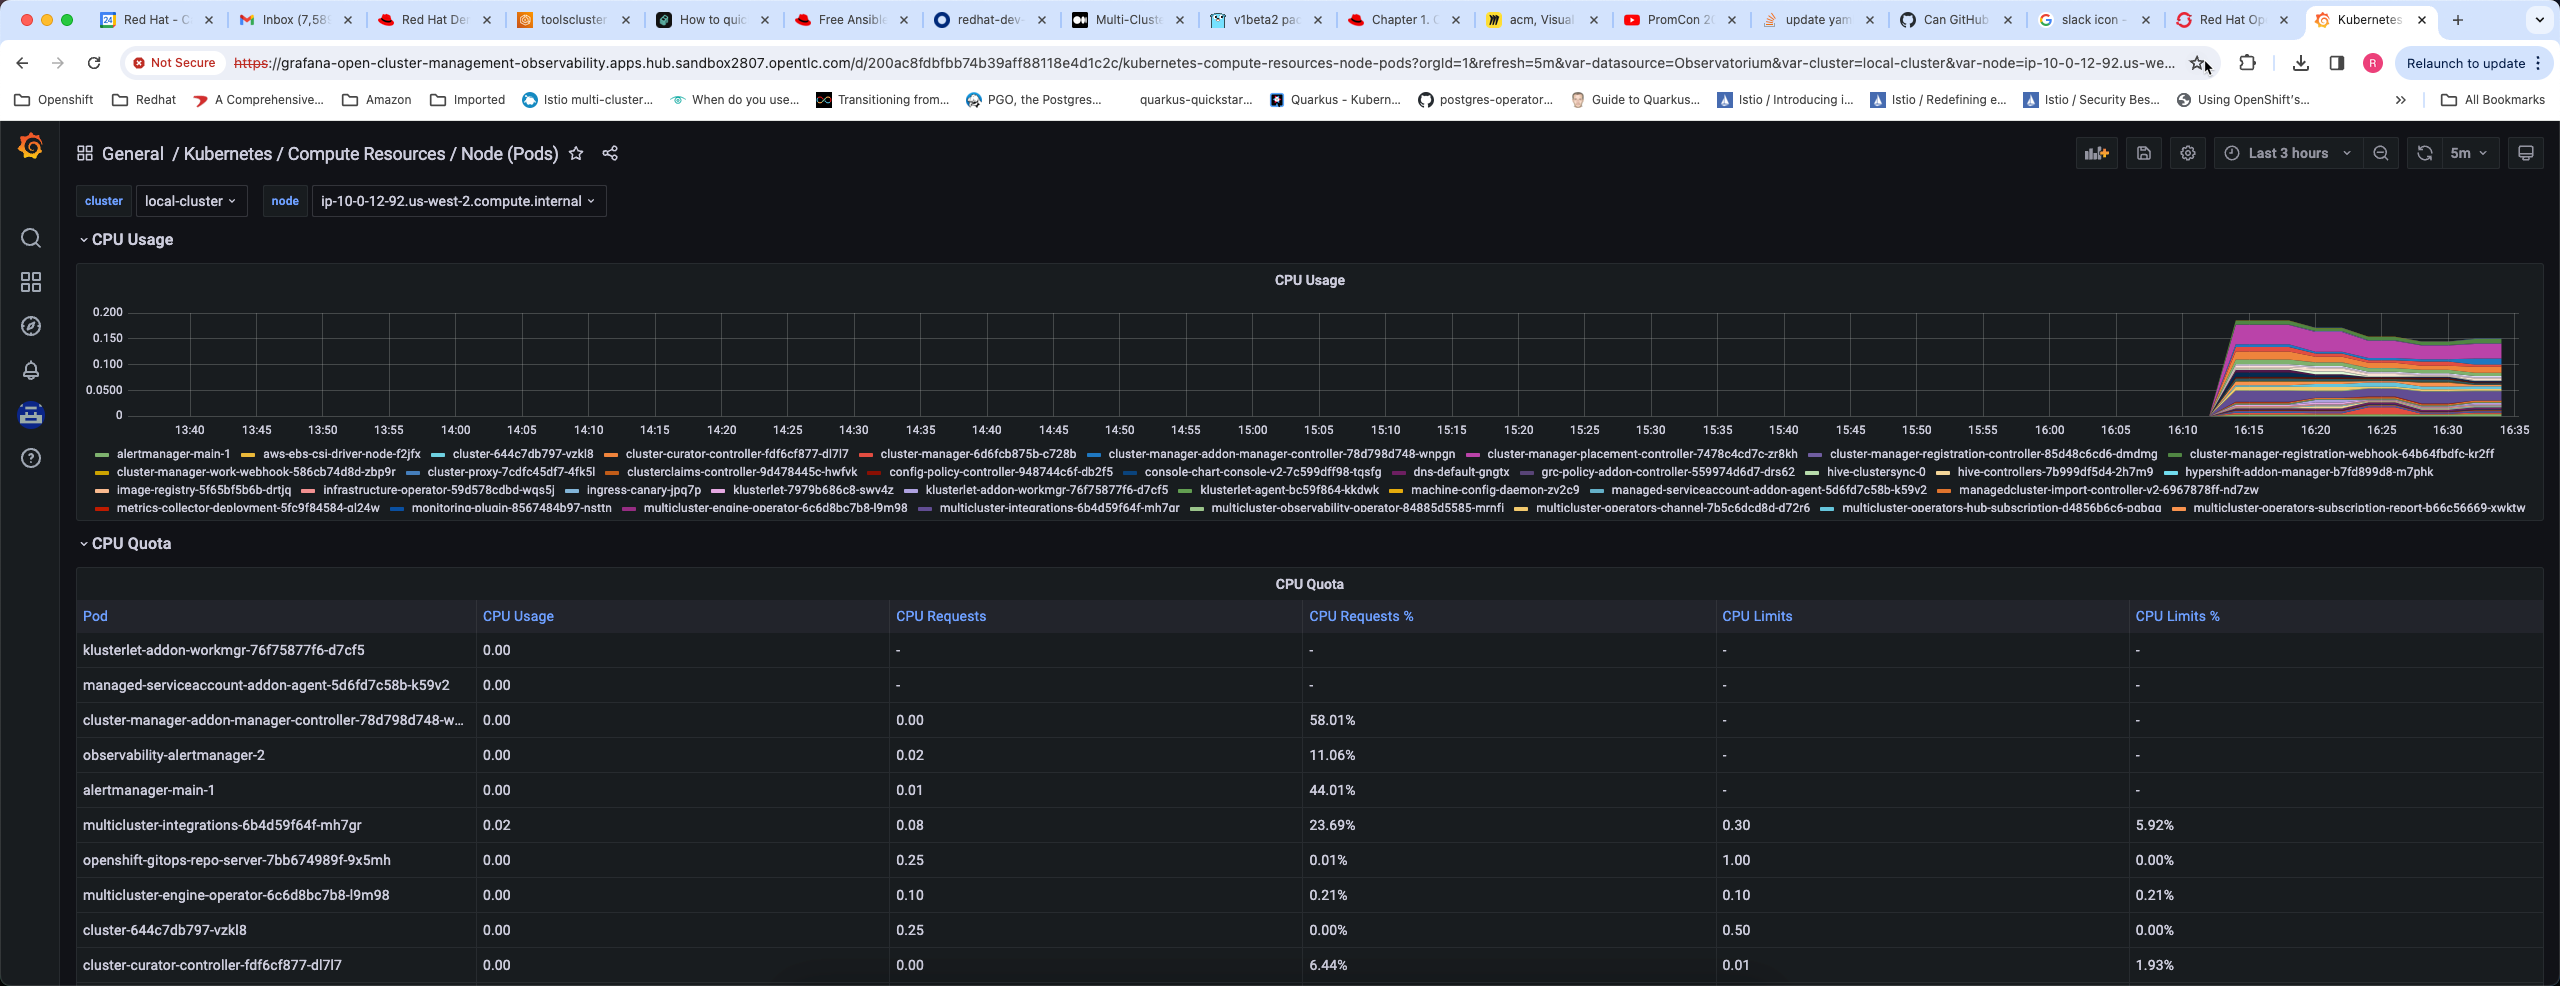 Red Hat - C
Inbox (7,58
Red Hat De
toolscluster
How to quic
Free Ansible
redhat-dev-
Multi-Cluste
v1beta2 pac
Chapter 1. C
acm, Visual
PromCon 20
update yam
Can GitHub
slack icon -
Red Hat Op
Kubernetes
Not Secure https://grafana-open-cluster-management-observability.apps.hub.sandbox2807.opentlc.com/d/200ac8fdbfbb74b39aff88118e4d1c2c/kubernetes-compute-resources-node-pods?orgId=1&refresh=5m&var-datasource=Observatorium&var-cluster=local-cluster&var-node=ip-10-0-12-92.us-we... R Relaunch to update
Openshift Redhat A Comprehensive... Amazon Imported Istio multi-cluster... When do you use... Transitioning from... PGO, the Postgres... quarkus-quickstar... Quarkus - Kubern... postgres-operator... Guide to Quarkus... Istio / Introducing i... Istio / Redefining e... Istio / Security Bes... Using OpenShift's... » All Bookmarks
General / Kubernetes / Compute Resources / Node (Pods) Last 3 hours 5m
cluster local-cluster node ip-10-0-12-92.us-west-2.compute.internal
CPU Usage
CPU Usage
0.200
0.150
0.100
0.0500
0
13:40 13:45 13:50 13:55 14:00 14:05 14:10 14:15 14:20 14:25 14:30 14:35 14:40 14:45 14:50 14:55 15:00 15:05 15:10 15:15 15:20 15:25 15:30 15:35 15:40 15:45 15:50 15:55 16:00 16:05 16:10 16:15 16:20 16:25 16:30 16:35
alertmanager-main-1 aws-ebs-csi-driver-node-f2jfx cluster-644c7db797-vzkl8 cluster-curator-controller-fdf6cf877-dl7l7 cluster-manager-6d6fcb875b-c728b cluster-manager-addon-manager-controller-78d798d748-wnpgn cluster-manager-placement-controller-7478c4cd7c-zr8kh cluster-manager-registration-controller-85d48c6cd6-dmdmg cluster-manager-registration-webhook-64b64fbdfc-kr2ff
cluster-manager-work-webhook-586cb74d8d-zbp9r cluster-proxy-7cdfc45df7-4fk5l clusterclaims-controller-9d478445c-hwfvk config-policy-controller-948744c6f-db2f5 console-chart-console-v2-7c599dff98-tqsfg dns-default-gngtx grc-policy-addon-controller-559974d6d7-drs62 hive-clustersync-0 hive-controllers-7b999df5d4-2h7m9 hypershift-addon-manager-b7fd899d8-m7phk
image-registry-5f65bf5b6b-drtjq infrastructure-operator-59d578cdbd-wqs5j ingress-canary-jpq7p klusterlet-7979b686c8-swv4z klusterlet-addon-workmgr-76f75877f6-d7cf5 klusterlet-agent-bc59f864-kkdwk machine-config-daemon-zv2c9 managed-serviceaccount-addon-agent-5d6fd7c58b-k59v2 managedcluster-import-controller-v2-6967878ff-nd7zw
metrics-collector-deployment-5fc9f84584-gl24w monitoring-plugin-8567484b97-nsttn multicluster-engine-operator-6c6d8bc7b8-l9m98 multicluster-integrations-6b4d59f64f-mh7gr multicluster-observability-operator-84885d5585-mrnfj multicluster-operators-channel-7b5c6dcd8d-d72r6 multicluster-operators-subscription-report-b66c56669-xwktw
CPU Quota
CPU Quota
Pod CPU Usage CPU Requests CPU Requests % CPU Limits CPU Limits %
klusterlet-addon-workmgr-76f75877f6-d7cf5 0.00 - - - -
managed-serviceaccount-addon-agent-5d6fd7c58b-k59v2 0.00 - - - -
cluster-manager-addon-manager-controller-78d798d748-w... 0.00 0.00 58.01% - -
observability-alertmanager-2 0.00 0.02 11.06% - -
alertmanager-main-1 0.00 0.01 44.01% - -
multicluster-integrations-6b4d59f64f-mh7gr 0.02 0.08 23.69% 0.30 5.92%
openshift-gitops-repo-server-7bb674989f-9x5mh 0.00 0.25 0.01% 1.00 0.00%
multicluster-engine-operator-6c6d8bc7b8-l9m98 0.00 0.10 0.21% 0.10 0.21%
cluster-644c7db797-vzkl8 0.00 0.25 0.00% 0.50 0.00%
cluster-curator-controller-fdf6cf877-dl7l7 0.00 0.00 6.44% 0.01 1.93%